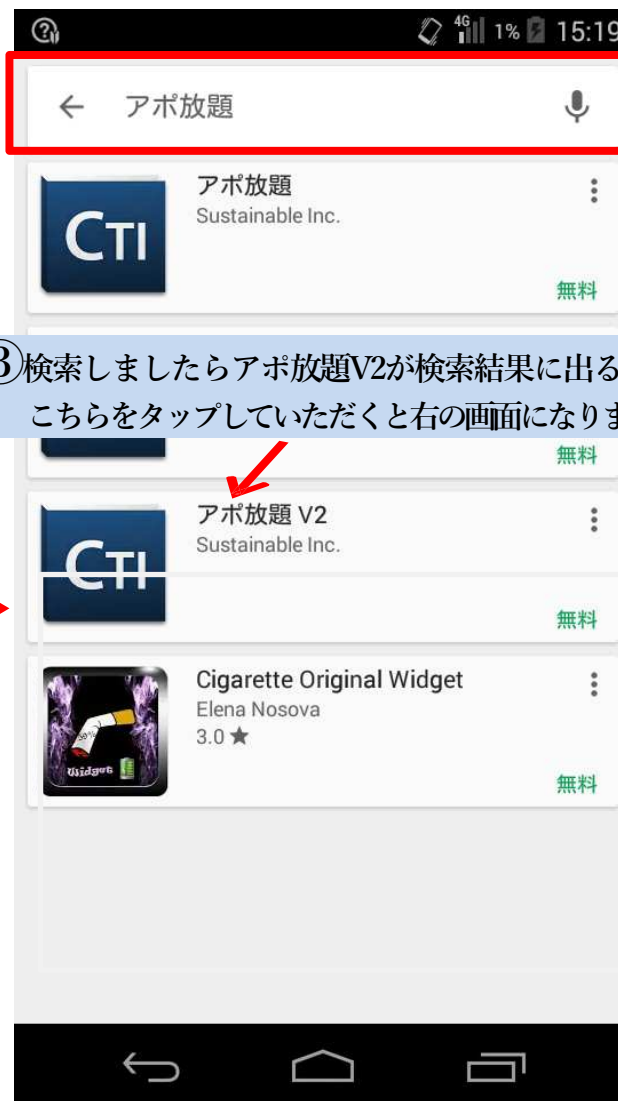 4G 1% 15:19
アポ放題
CTI
アポ放題
Sustainable Inc.
無料
③検索しましたらアポ放題V2が検索結果に出る
こちらをタップしていただくと右の画面になりま
無料
CTI
アポ放題 V2
Sustainable Inc.
無料
Cigarette Original Widget
Elena Nosova
3.0 ★
50%
Widget
無料